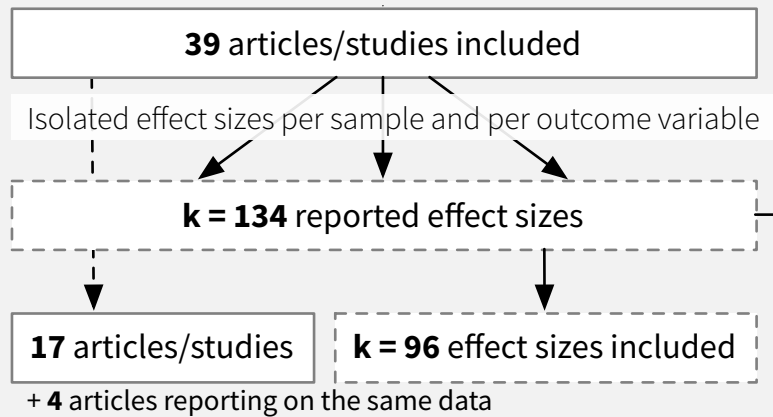 39 articles/studies included
Isolated effect sizes per sample and per outcome variable
k = 134 reported effect sizes
17 articles/studies
k = 96 effect sizes included
+ 4 articles reporting on the same data